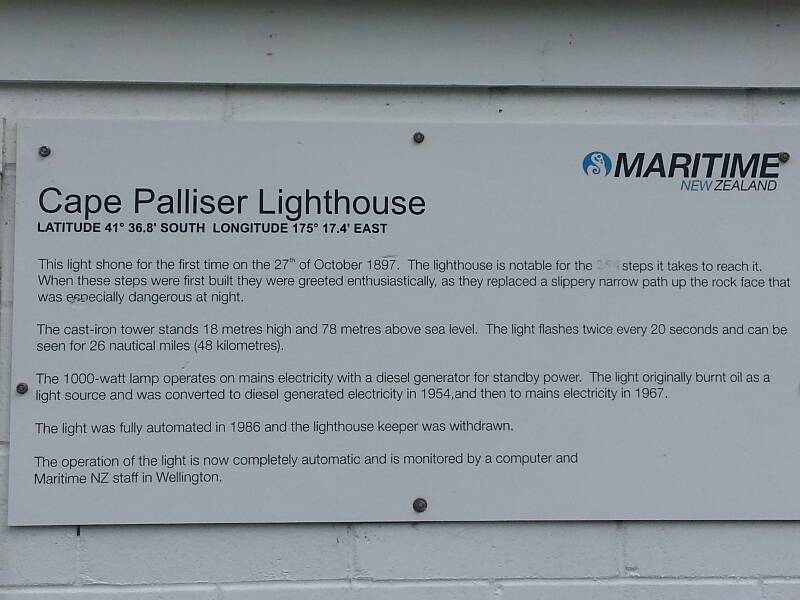 MARITIME
NEW ZEALAND
Cape Palliser Lighthouse
LATITUDE 41° 36.8' SOUTH LONGITUDE 175° 17.4' EAST
This light shone for the first time on the 27th of October 1897. The lighthouse is notable for the steps it takes to reach it.
When these steps were first built they were greeted enthusiastically, as they replaced a slippery narrow path up the rock face that
was especially dangerous at night.
The cast-iron tower stands 18 metres high and 78 metres above sea level. The light flashes twice every 20 seconds and can be
seen for 26 nautical miles (48 kilometres).
The 1000-watt lamp operates on mains electricity with a diesel generator for standby power. The light originally burnt oil as a
light source and was converted to diesel generated electricity in 1954,and then to mains electricity in 1967.
The light was fully automated in 1986 and the lighthouse keeper was withdrawn.
The operation of the light is now completely automatic and is monitored by a computer and
Maritime NZ staff in Wellington.